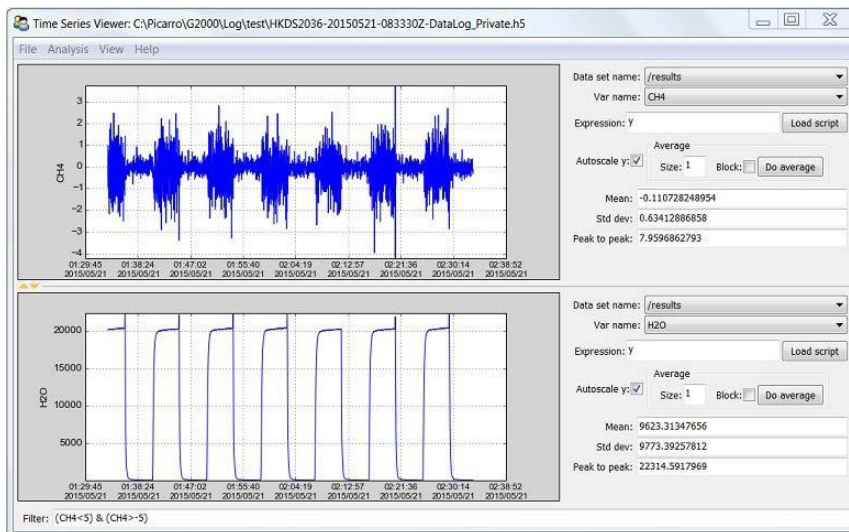 Time Series Viewer: C:\Picarro\G2000\Log\test\HKDS2036-20150521-083330Z-DataLog_Private.h5
File Analysis View Help
3
2
1
0
−1
−2
−3
−4
CH4
01:29:45 01:38:24 01:47:02 01:55:40 02:04:19 02:12:57 02:21:36 02:30:14 02:38:52
2015/05/21 2015/05/21 2015/05/21 2015/05/21 2015/05/21 2015/05/21 2015/05/21 2015/05/21 2015/05/21
Data set name: /results
Var name: CH4
Expression: y Load script
Average
Autoscale y: Size: 1 Block: Do average
Mean: -0.110728248954
Std dev: 0.63412886858
Peak to peak: 7.9596862793
20000
15000
10000
5000
H2O
01:29:45 01:38:24 01:47:02 01:55:40 02:04:19 02:12:57 02:21:36 02:30:14 02:38:52
2015/05/21 2015/05/21 2015/05/21 2015/05/21 2015/05/21 2015/05/21 2015/05/21 2015/05/21 2015/05/21
Data set name: /results
Var name: H2O
Expression: y Load script
Average
Autoscale y: Size: 1 Block: Do average
Mean: 9623.31347656
Std dev: 9773.39257812
Peak to peak: 22314.5917969
Filter: (CH4<5) & (CH4>-5)